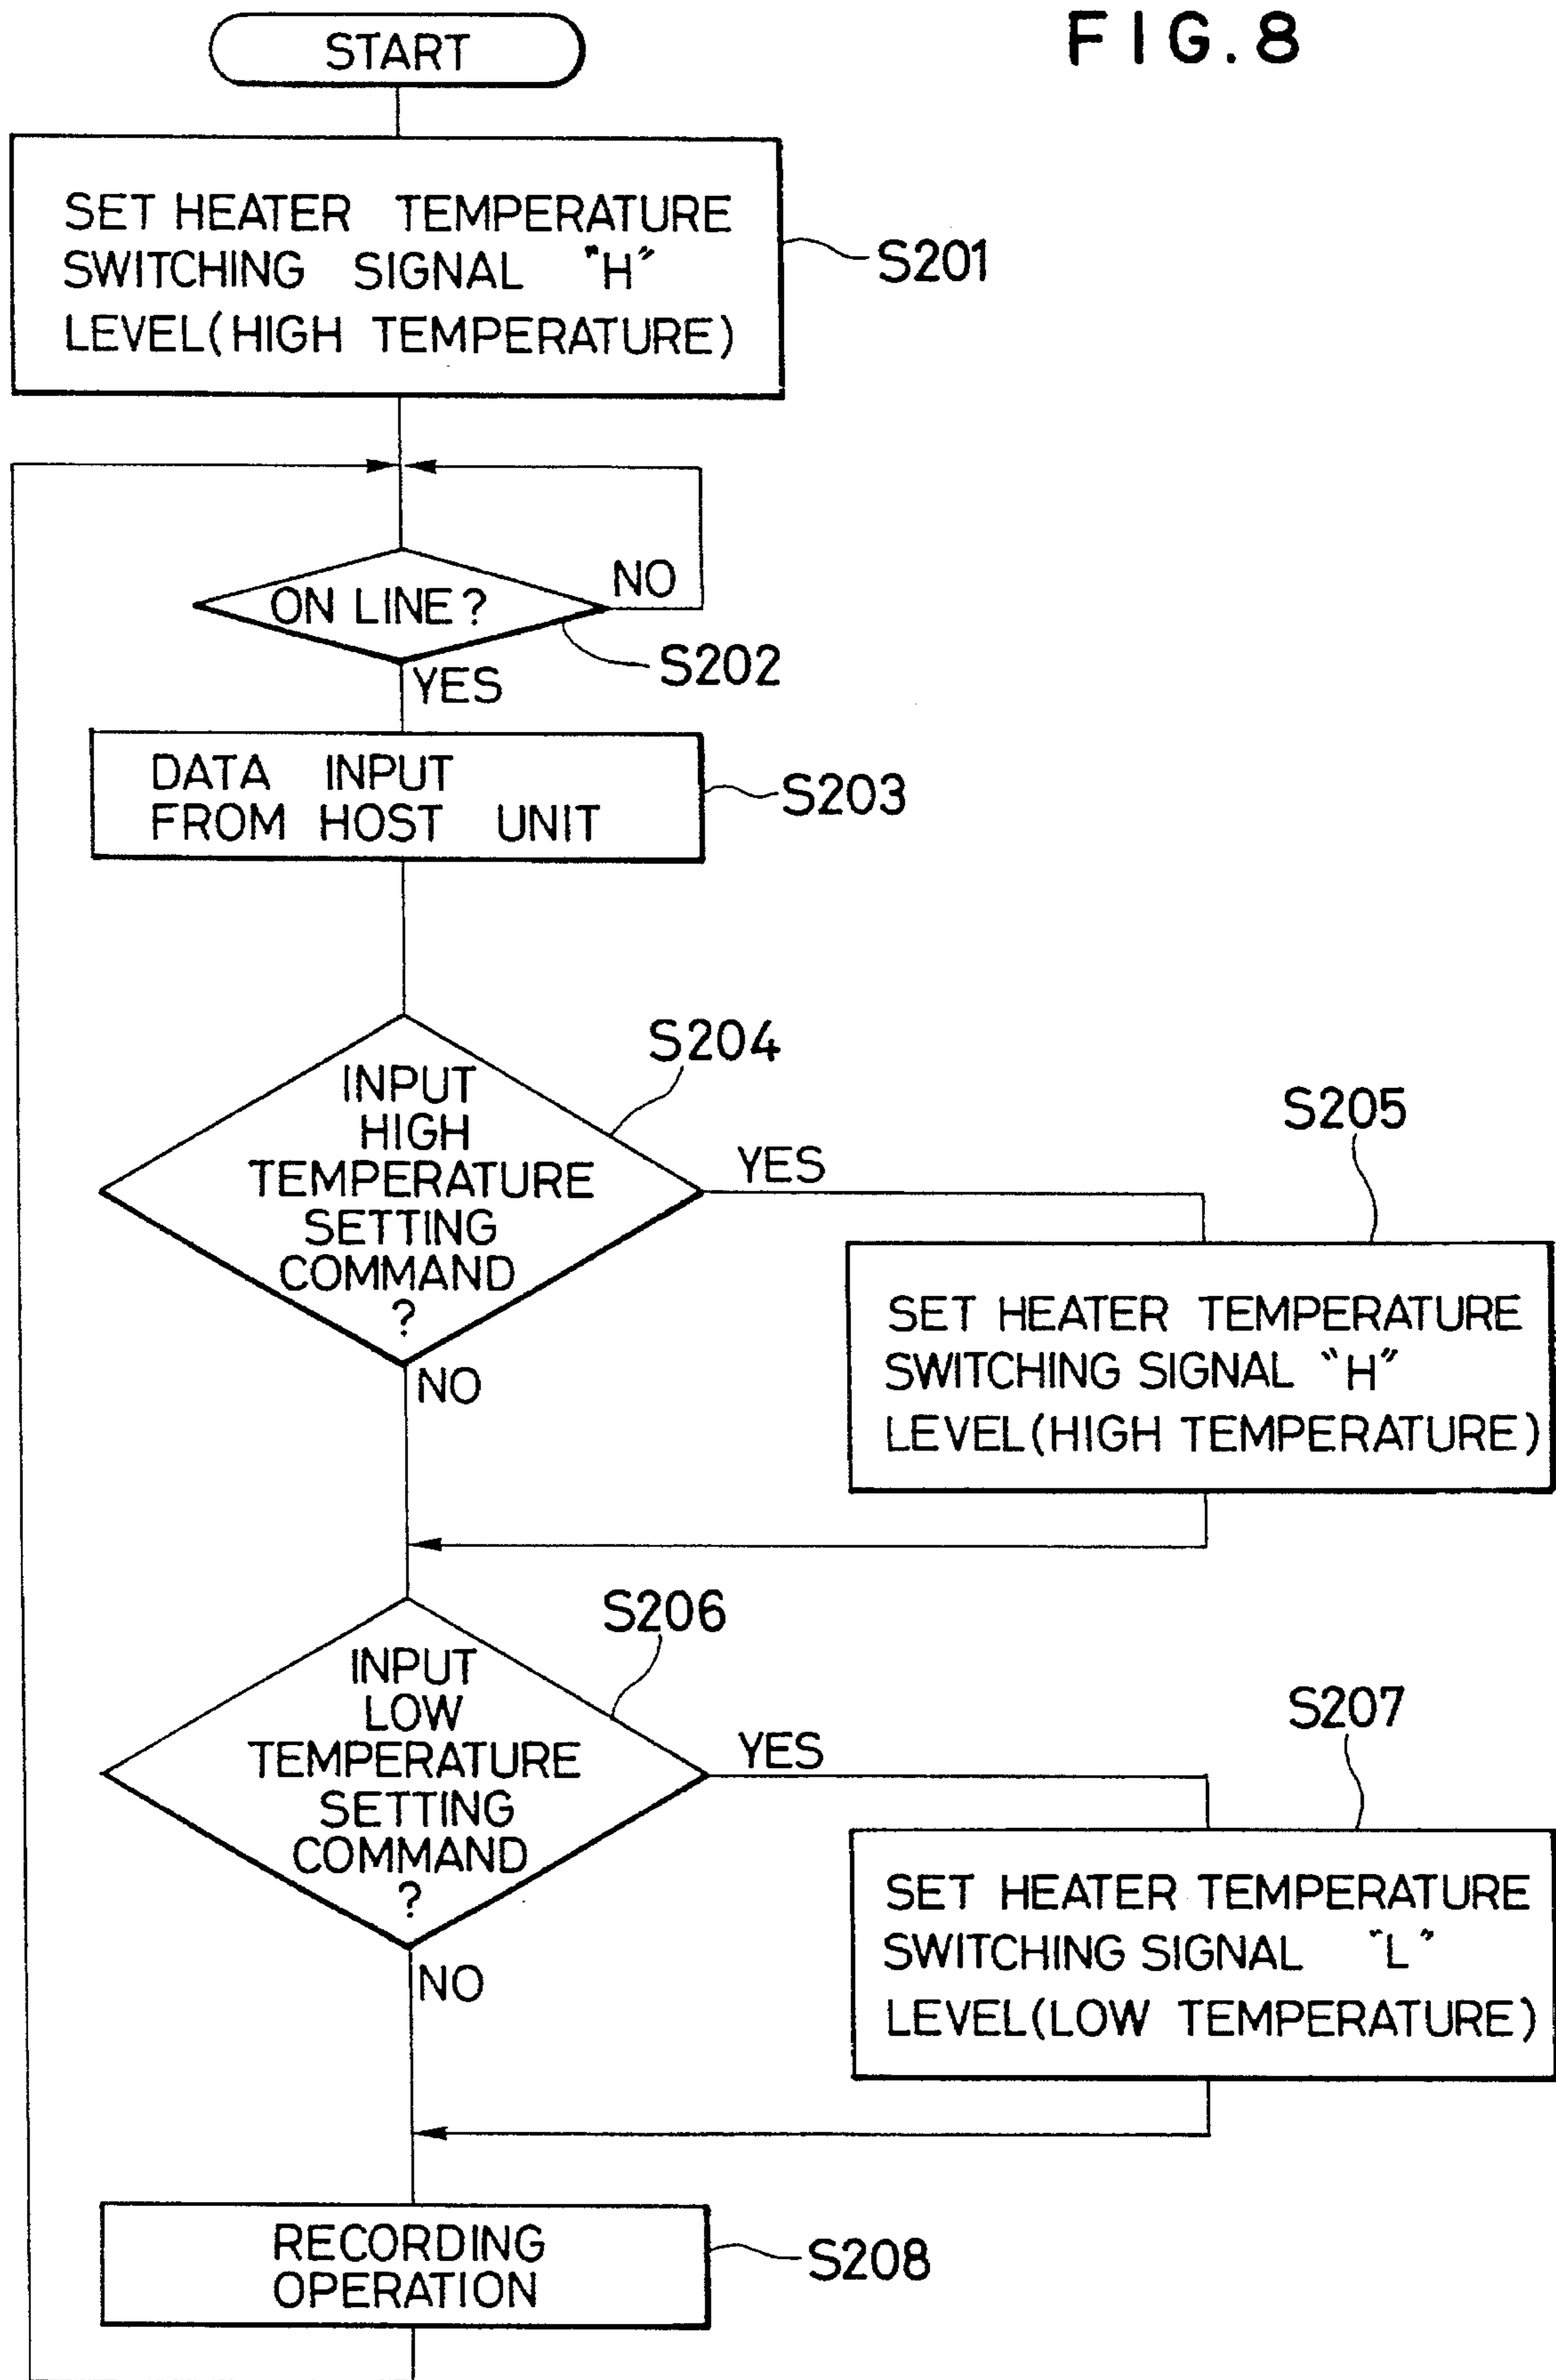 FIG. 8
START
SET HEATER TEMPERATURE
SWITCHING SIGNAL "H"
LEVEL(HIGH TEMPERATURE)
S201
ON LINE?
NO
S202
YES
DATA INPUT
FROM HOST UNIT
S203
S204
INPUT
HIGH
TEMPERATURE
SETTING
COMMAND
?
YES
NO
S205
SET HEATER TEMPERATURE
SWITCHING SIGNAL "H"
LEVEL(HIGH TEMPERATURE)
S206
INPUT
LOW
TEMPERATURE
SETTING
COMMAND
?
YES
NO
S207
SET HEATER TEMPERATURE
SWITCHING SIGNAL "L"
LEVEL(LOW TEMPERATURE)
RECORDING
OPERATION
S208